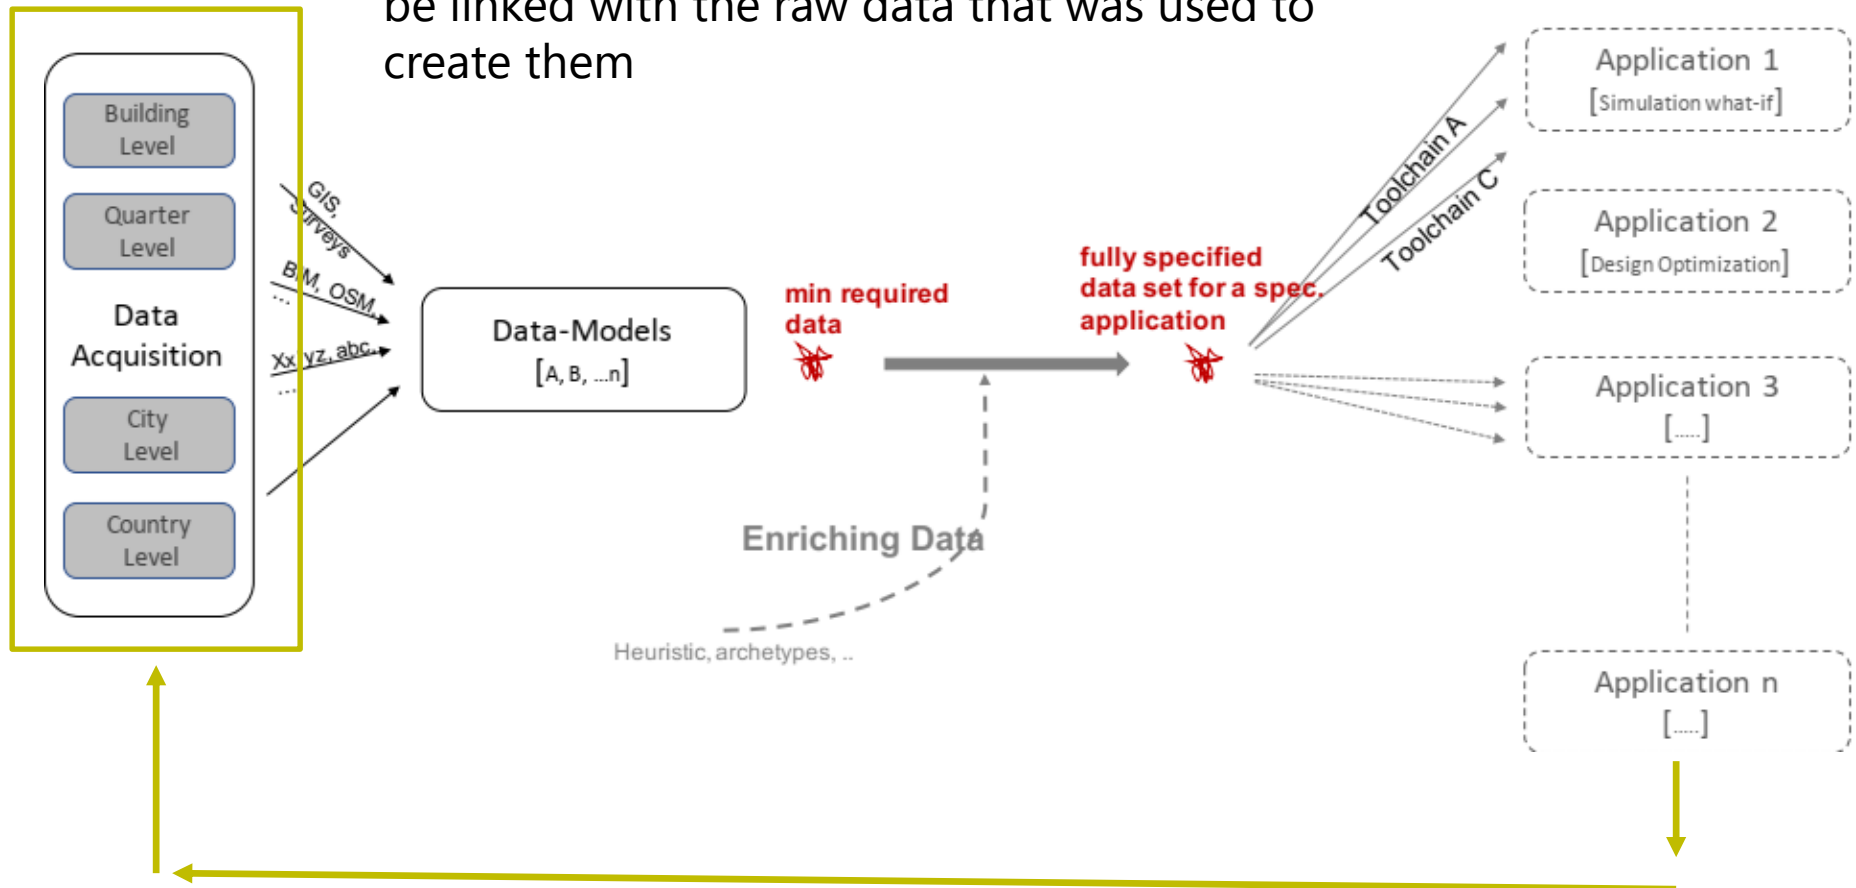 be linked with the raw data that was used to
create them
Building
Level
Quarter
Level
Data
Acquisition
City
Level
Country
Level
GIS,
Surveys
BIM, OSM,
...
Xx, yz, abc,
...
Data-Models
[A, B, ...n]
min required
data
fully specified
data set for a spec.
application
Enriching Data
Heuristic, archetypes, ..
Toolchain A
Toolchain C
Application 1
[Simulation what-if]
Application 2
[Design Optimization]
Application 3
[.....]
Application n
[.....]